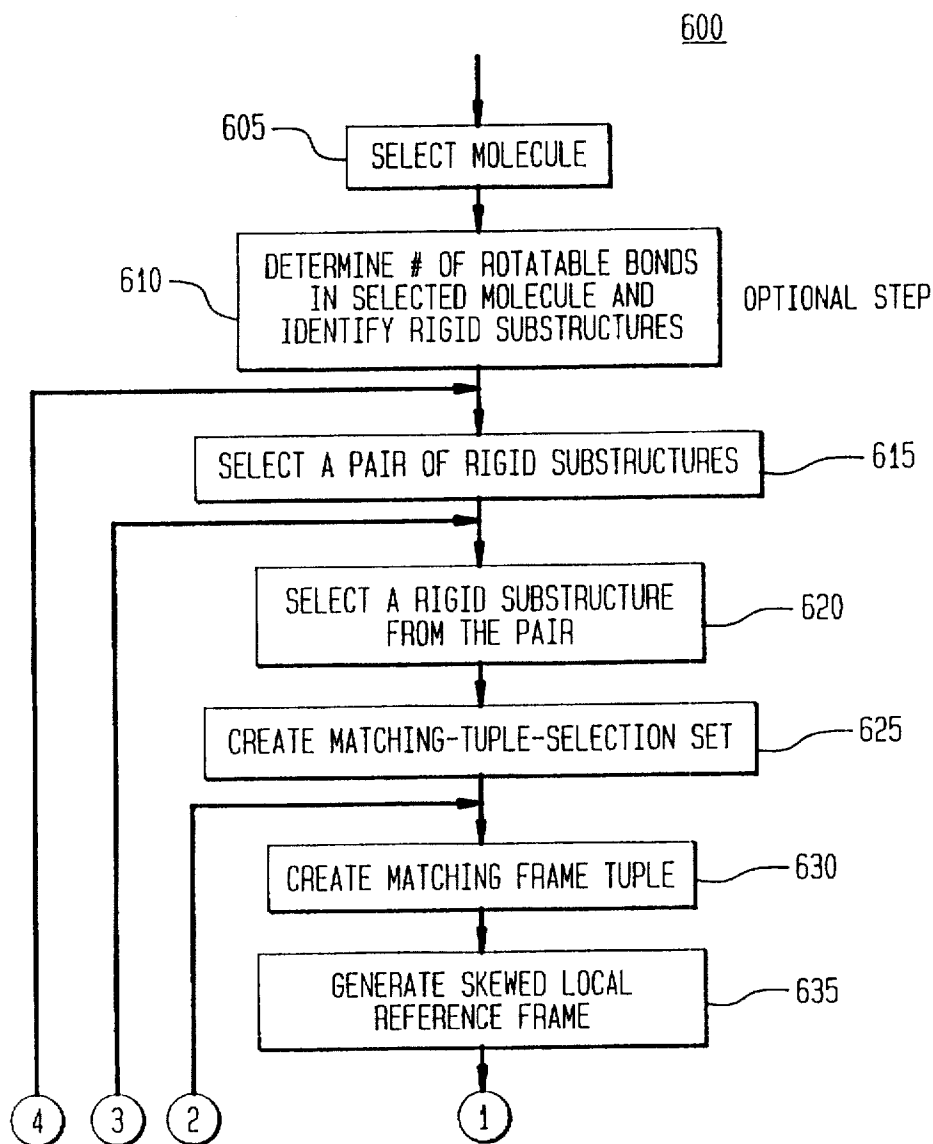 600
605
SELECT MOLECULE
610
DETERMINE # OF ROTATABLE BONDS
IN SELECTED MOLECULE AND
IDENTIFY RIGID SUBSTRUCTURES
OPTIONAL STEP
SELECT A PAIR OF RIGID SUBSTRUCTURES
615
SELECT A RIGID SUBSTRUCTURE
FROM THE PAIR
620
CREATE MATCHING-TUPLE-SELECTION SET
625
CREATE MATCHING FRAME TUPLE
630
GENERATE SKEWED LOCAL
REFERENCE FRAME
635
4
3
2
1